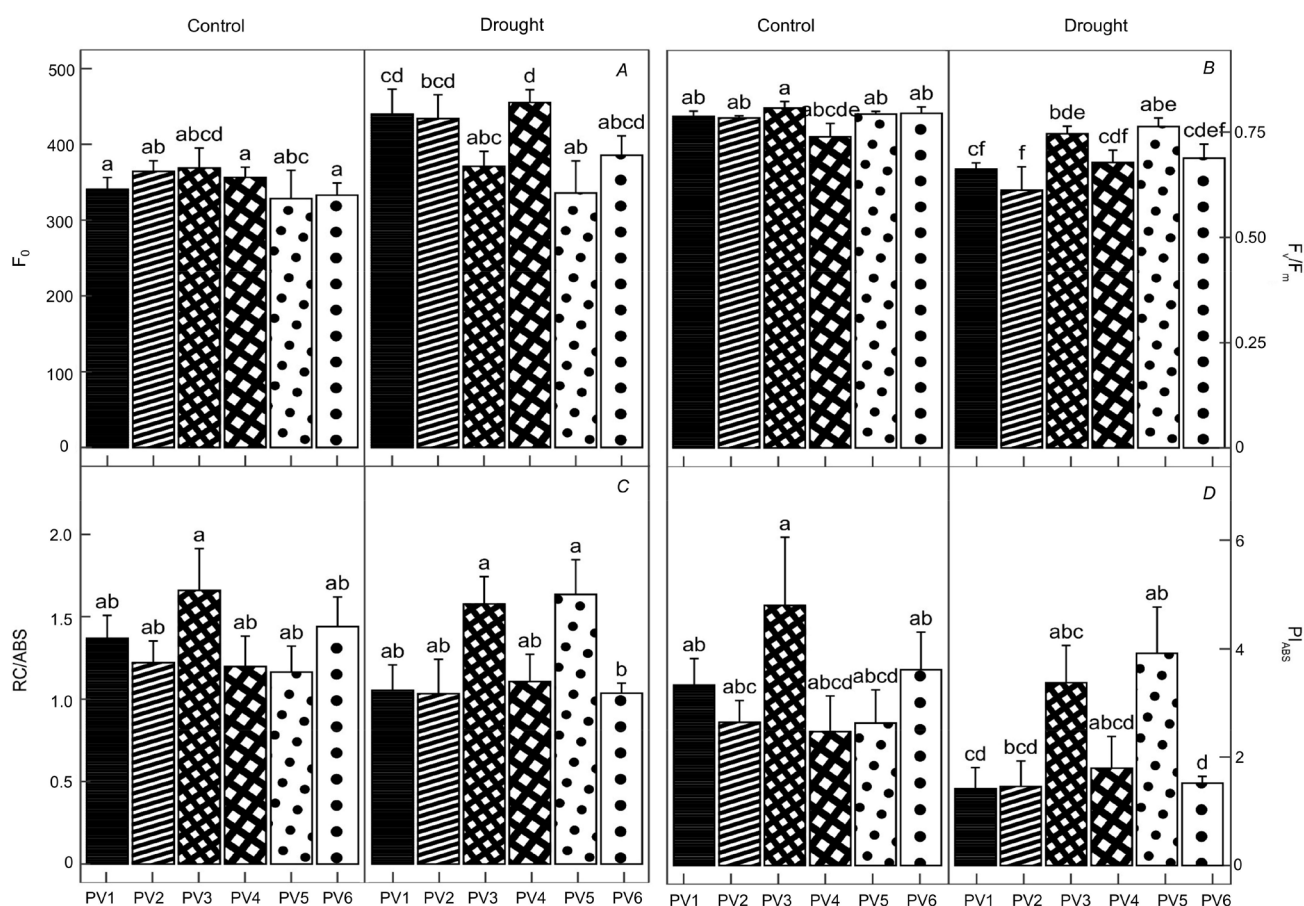 Control Drought Control Drought
A
B
500
400
300
200
100
0
F0
a ab abcd a abc a
cd bcd abc d ab abcd
ab ab a abcde ab ab
cf f bde cdf abe cdef
0.75
0.50
0.25
0
Fv/Fm
C
D
2.0
1.5
1.0
0.5
0
RC/ABS
ab ab a ab ab ab
ab ab a ab a b
ab abc a abcd abcd ab
cd bcd abc abcd ab d
6
4
2
0
PIABS
PV1 PV2 PV3 PV4 PV5 PV6 PV1 PV2 PV3 PV4 PV5 PV6 PV1 PV2 PV3 PV4 PV5 PV6 PV1 PV2 PV3 PV4 PV5 PV6